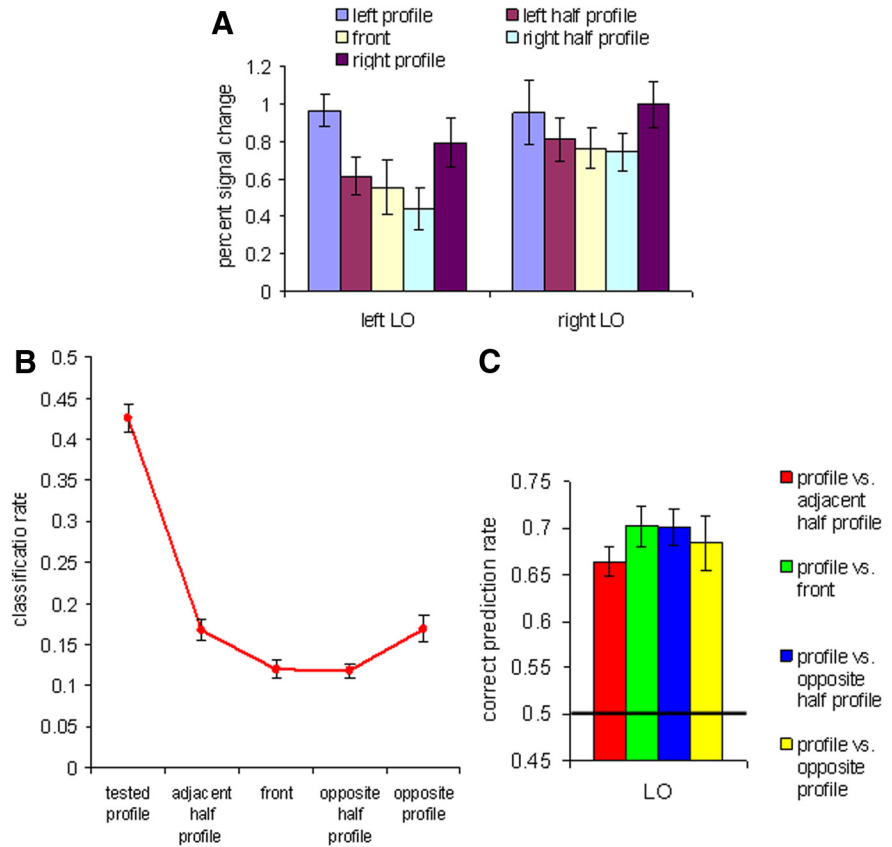 A
left profile
left half profile
front
right half profile
right profile
percent signal change
1.2
1
0.8
0.6
0.4
0.2
0
left LO
right LO
B
classificatio rate
0.5
0.45
0.4
0.35
0.3
0.25
0.2
0.15
0.1
0.05
0
tested
profile
adjacent
half
profile
front
opposite
half
profile
opposite
profile
C
correct prediction rate
0.75
0.7
0.65
0.6
0.55
0.5
0.45
LO
profile vs.
adjacent
half profile
profile vs.
front
profile vs.
opposite
half profile
profile vs.
opposite
profile